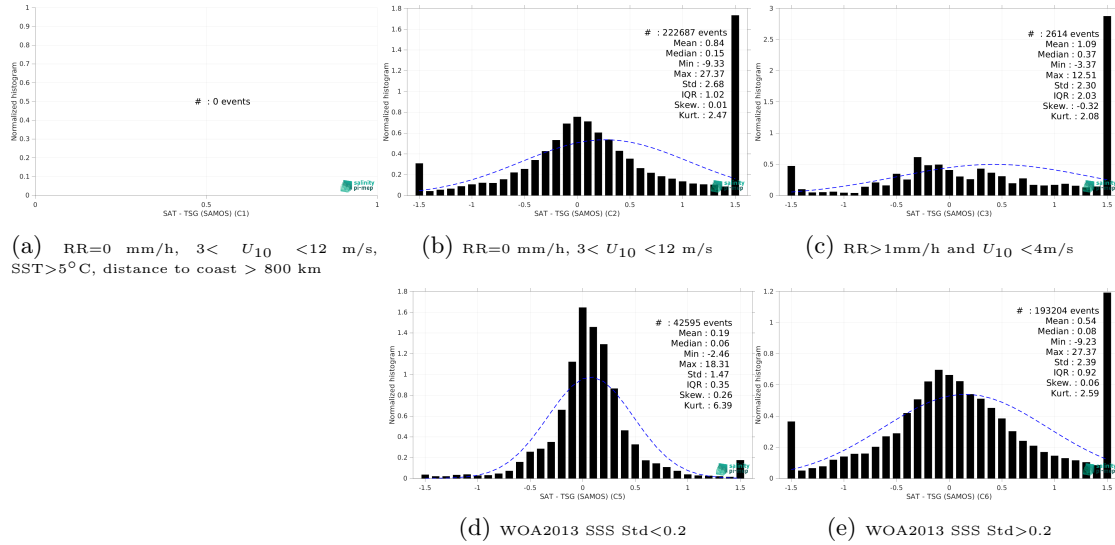 1
0.9
0.8
0.7
0.6
0.5
0.4
0.3
0.2
0.1
0
Normalized histogram
# : 0 events
salinity
pi-mep
0 0.5 1
SAT - TSG (SAMOS) (C1)
(a) RR=0 mm/h, 3< U10 <12 m/s,
SST>5°C, distance to coast > 800 km
1.8
1.6
1.4
1.2
1
0.8
0.6
0.4
0.2
0
Normalized histogram
# : 222687 events
Mean : 0.84
Median : 0.15
Min : -9.33
Max : 27.37
Std : 2.68
IQR : 1.02
Skew. : 0.01
Kurt. : 2.47
salinity
pi-mep
-1.5 -1 -0.5 0 0.5 1 1.5
SAT - TSG (SAMOS) (C2)
(b) RR=0 mm/h, 3< U10 <12 m/s
3
2.5
2
1.5
1
0.5
0
Normalized histogram
# : 2614 events
Mean : 1.09
Median : 0.37
Min : -3.37
Max : 12.51
Std : 2.30
IQR : 2.03
Skew. : -0.32
Kurt. : 2.08
salinity
pi-mep
-1.5 -1 -0.5 0 0.5 1 1.5
SAT - TSG (SAMOS) (C3)
(c) RR>1mm/h and U10 <4m/s
1.8
1.6
1.4
1.2
1
0.8
0.6
0.4
0.2
0
Normalized histogram
# : 42595 events
Mean : 0.19
Median : 0.06
Min : -2.46
Max : 18.31
Std : 1.47
IQR : 0.35
Skew. : 0.26
Kurt. : 6.39
salinity
pi-mep
-1.5 -1 -0.5 0 0.5 1 1.5
SAT - TSG (SAMOS) (C5)
(d) WOA2013 SSS Std<0.2
1.2
1
0.8
0.6
0.4
0.2
0
Normalized histogram
# : 193204 events
Mean : 0.54
Median : 0.08
Min : -9.23
Max : 27.37
Std : 2.39
IQR : 0.92
Skew. : 0.06
Kurt. : 2.59
salinity
pi-mep
-1.5 -1 -0.5 0 0.5 1 1.5
SAT - TSG (SAMOS) (C6)
(e) WOA2013 SSS Std>0.2